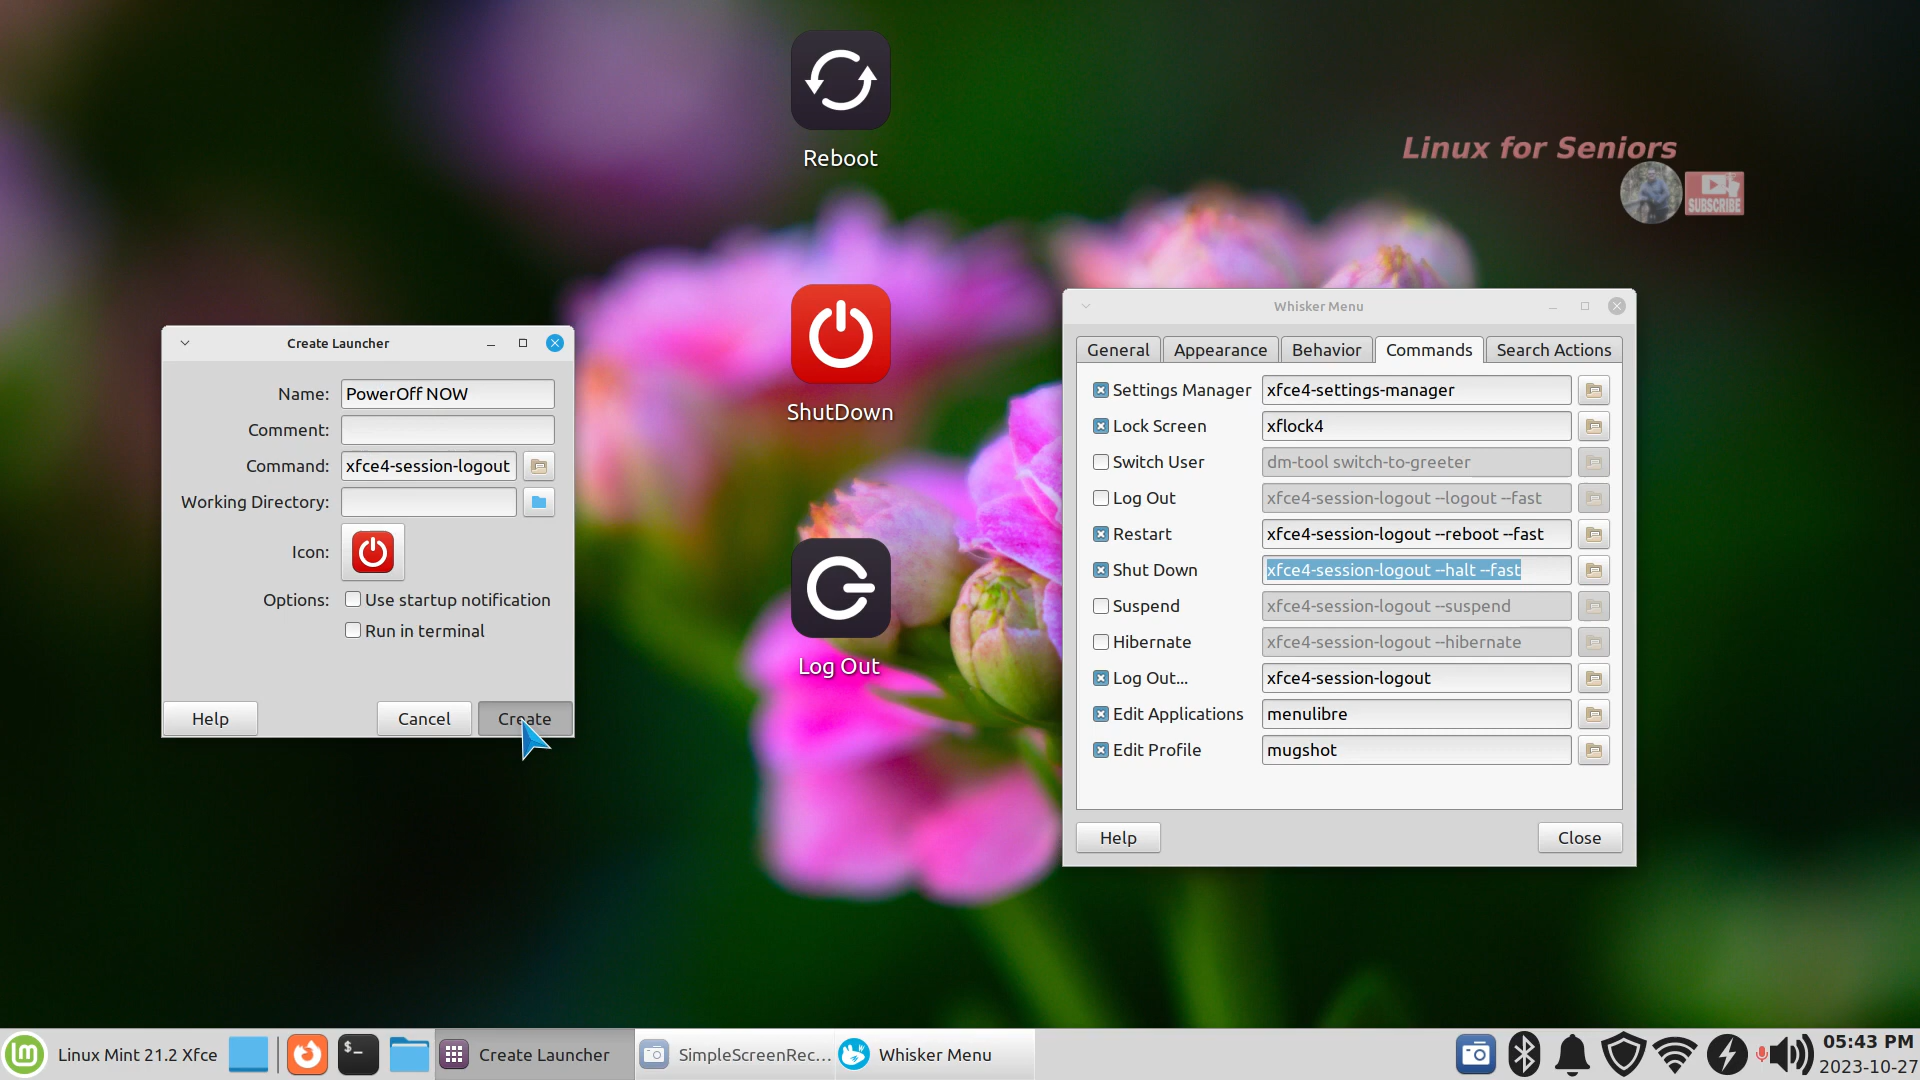 Reboot
Linux for Seniors
SUBSCRIBE
ShutDown
Log Out
Create Launcher
Name: PowerOff NOW
Comment:
Command: xfce4-session-logout
Working Directory:
Icon:
Options: Use startup notification
Run in terminal
Help Cancel Create
Whisker Menu
General Appearance Behavior Commands Search Actions
Settings Manager xfce4-settings-manager
Lock Screen xflock4
Switch User dm-tool switch-to-greeter
Log Out xfce4-session-logout --logout --fast
Restart xfce4-session-logout --reboot --fast
Shut Down xfce4-session-logout --halt --fast
Suspend xfce4-session-logout --suspend
Hibernate xfce4-session-logout --hibernate
Log Out... xfce4-session-logout
Edit Applications menulibre
Edit Profile mugshot
Help Close
Linux Mint 21.2 Xfce $_ Create Launcher SimpleScreenRec... Whisker Menu 05:43 PM
2023-10-27